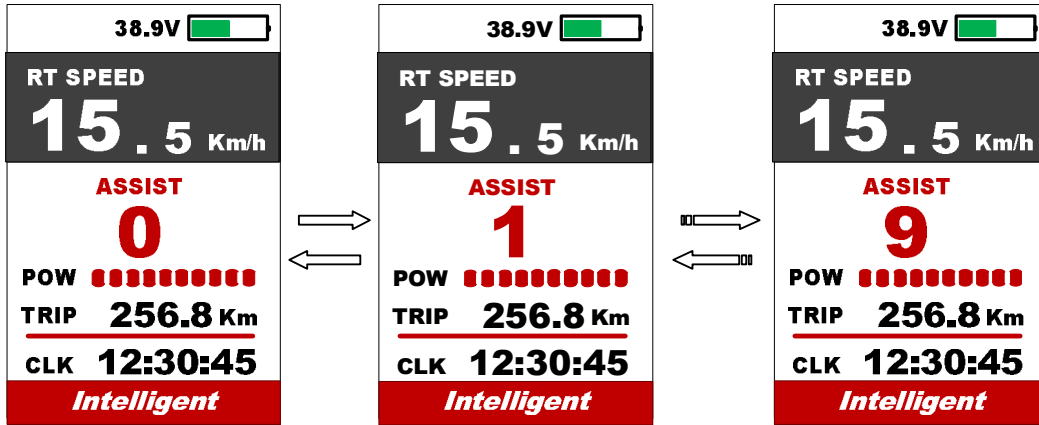 38.9V
RT SPEED
15.5 Km/h
ASSIST
0
POW
TRIP 256.8 Km
CLK 12:30:45
Intelligent
38.9V
RT SPEED
15.5 Km/h
ASSIST
1
POW
TRIP 256.8 Km
CLK 12:30:45
Intelligent
38.9V
RT SPEED
15.5 Km/h
ASSIST
9
POW
TRIP 256.8 Km
CLK 12:30:45
Intelligent